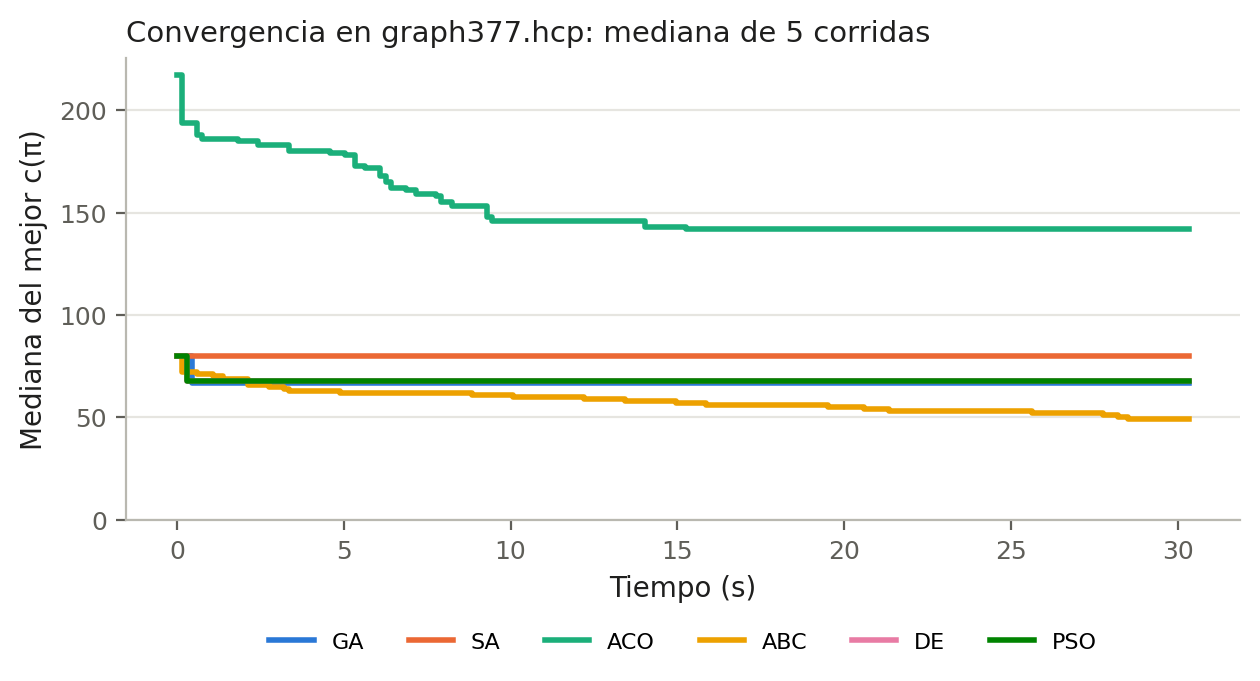 Convergencia en graph377.hcp: mediana de 5 corridas
Mediana del mejor c(π)
200
150
100
50
0
0 5 10 15 20 25 30
Tiempo (s)
GA SA ACO ABC DE PSO